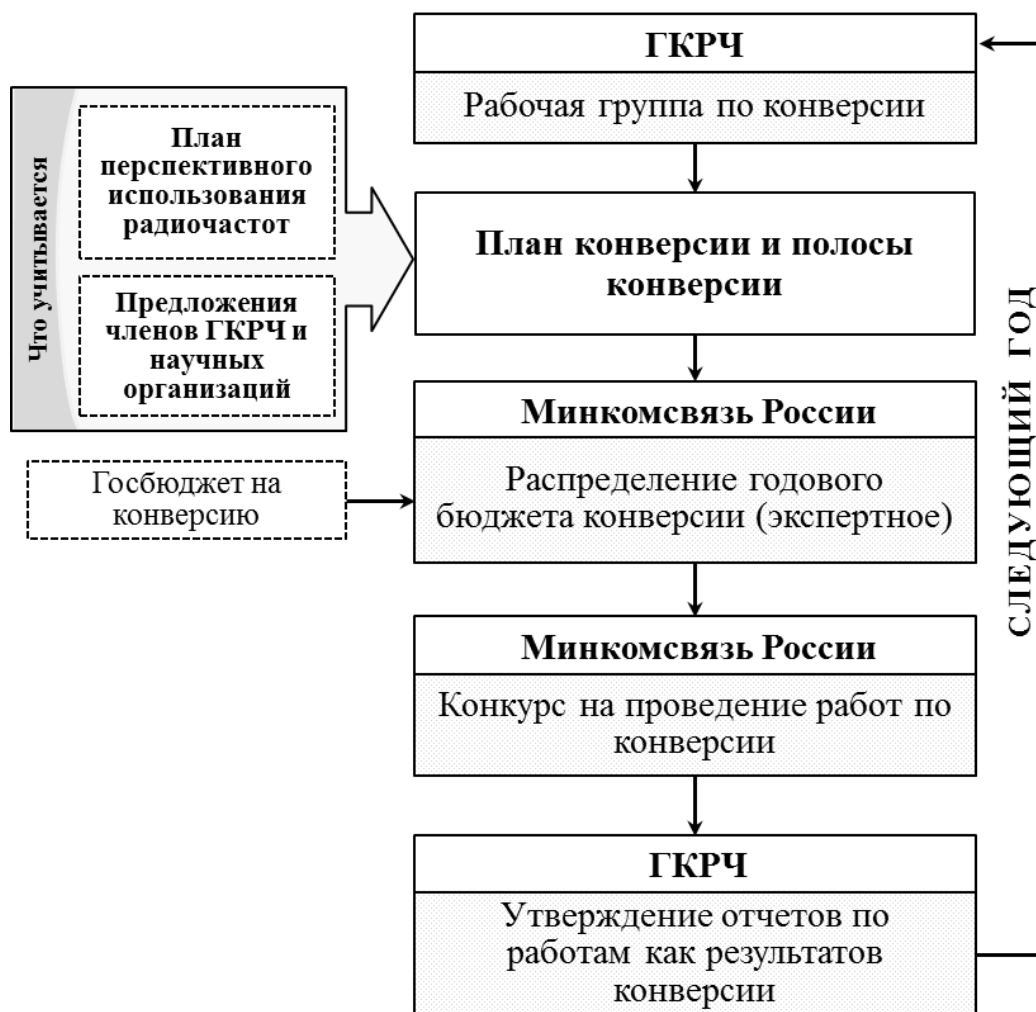 ГКРЧ
Рабочая группа по конверсии
Что учитывается
План
перспективного
использования
радиочастот
Предложения
членов ГКРЧ и
научных
организаций
План конверсии и полосы
конверсии
Минкомсвязь России
Распределение годового
бюджета конверсии (экспертное)
Госбюджет на
конверсию
Минкомсвязь России
Конкурс на проведение работ по
конверсии
ГКРЧ
Утверждение отчетов по
работам как результатов
конверсии
СЛЕДУЮЩИЙ ГОД